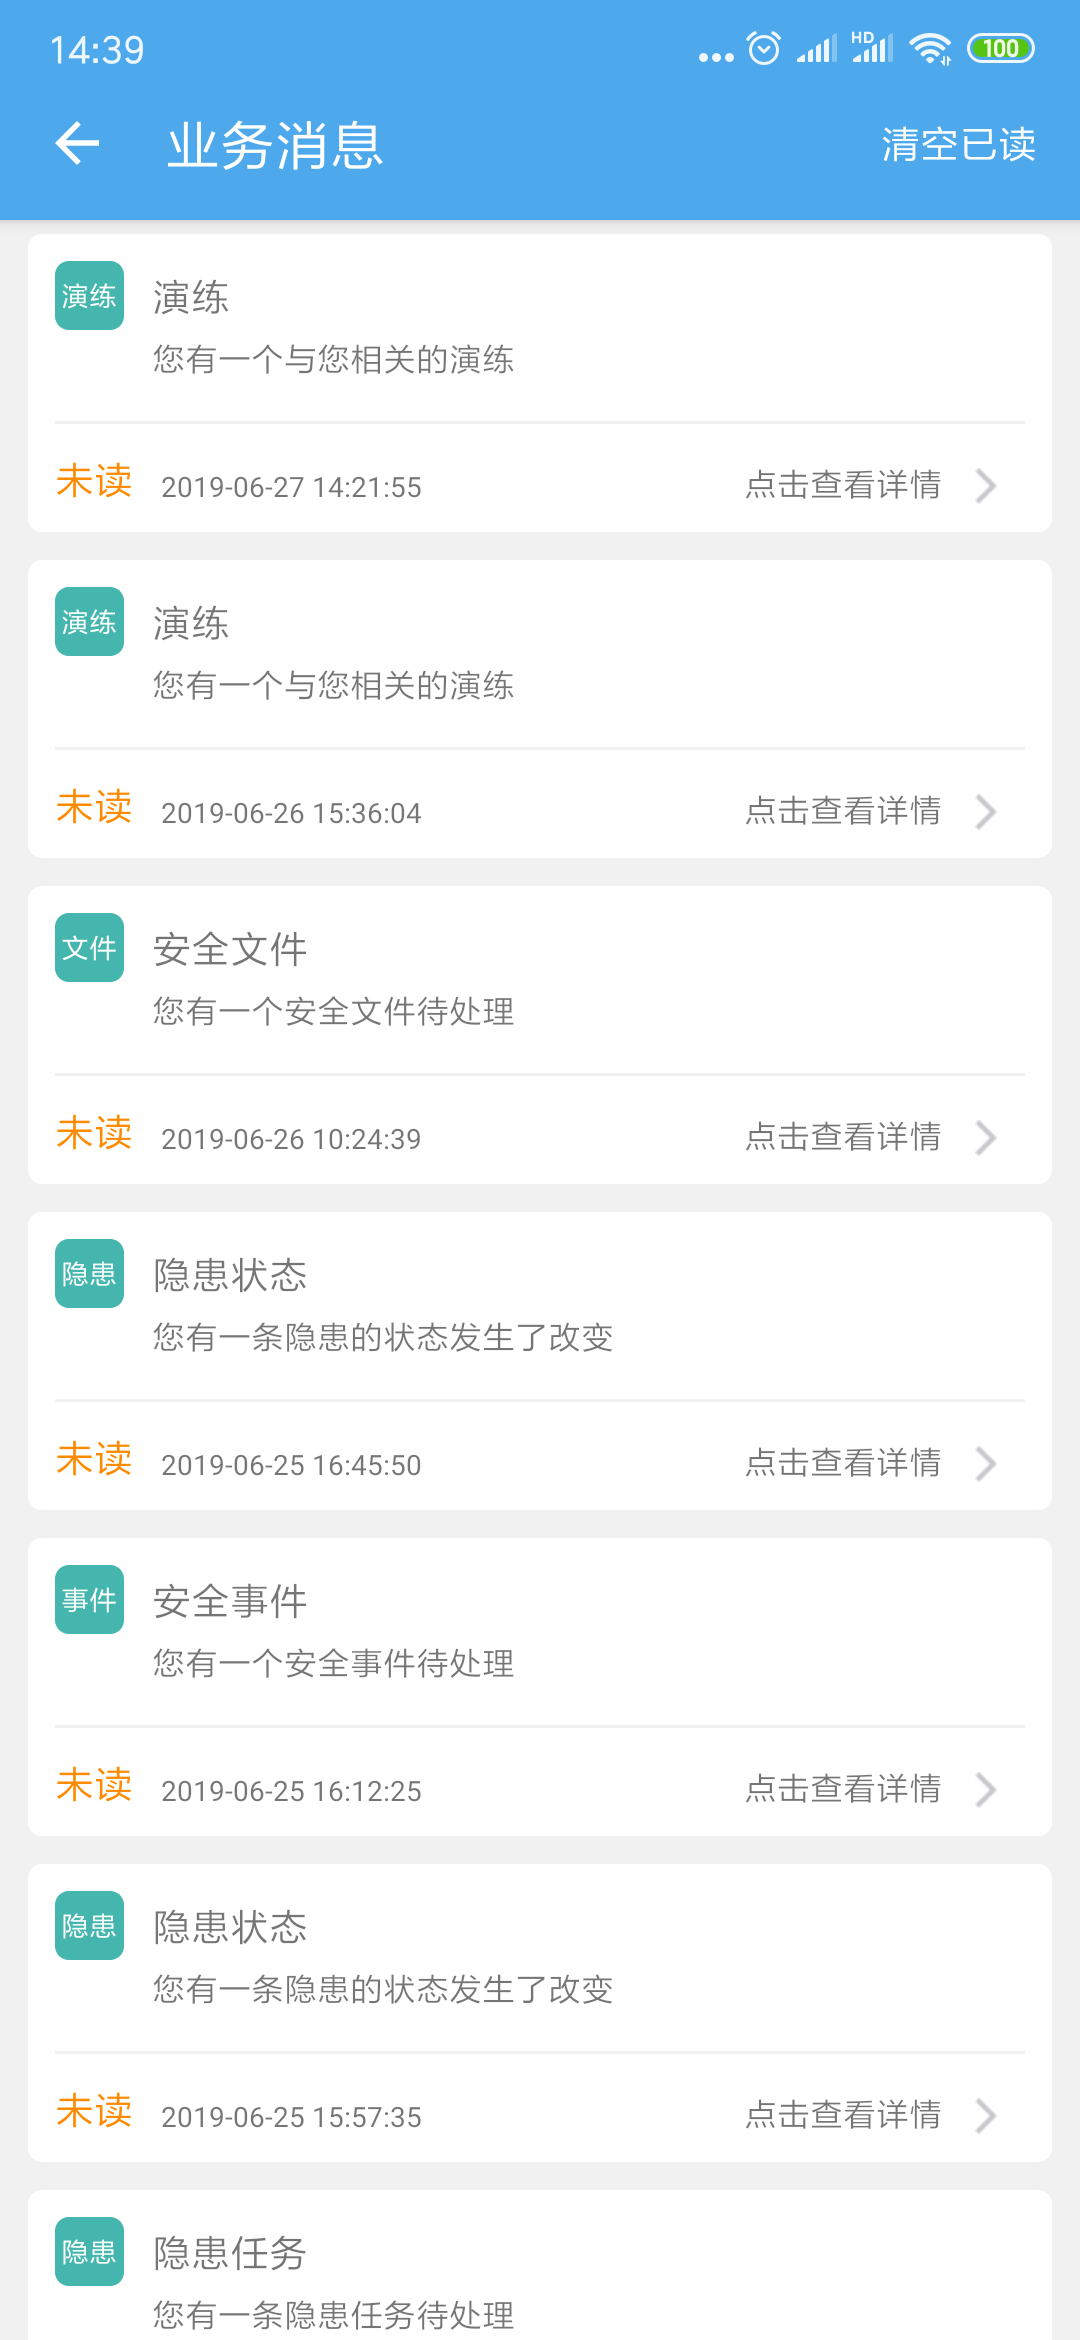 14:39
HD
100
业务消息
清空已读
演练
演练
您有一个与您相关的演练
未读 2019-06-27 14:21:55 点击查看详情
演练
演练
您有一个与您相关的演练
未读 2019-06-26 15:36:04 点击查看详情
文件
安全文件
您有一个安全文件待处理
未读 2019-06-26 10:24:39 点击查看详情
隐患
隐患状态
您有一条隐患的状态发生了改变
未读 2019-06-25 16:45:50 点击查看详情
事件
安全事件
您有一个安全事件待处理
未读 2019-06-25 16:12:25 点击查看详情
隐患
隐患状态
您有一条隐患的状态发生了改变
未读 2019-06-25 15:57:35 点击查看详情
隐患
隐患任务
您有一条隐患任务待处理